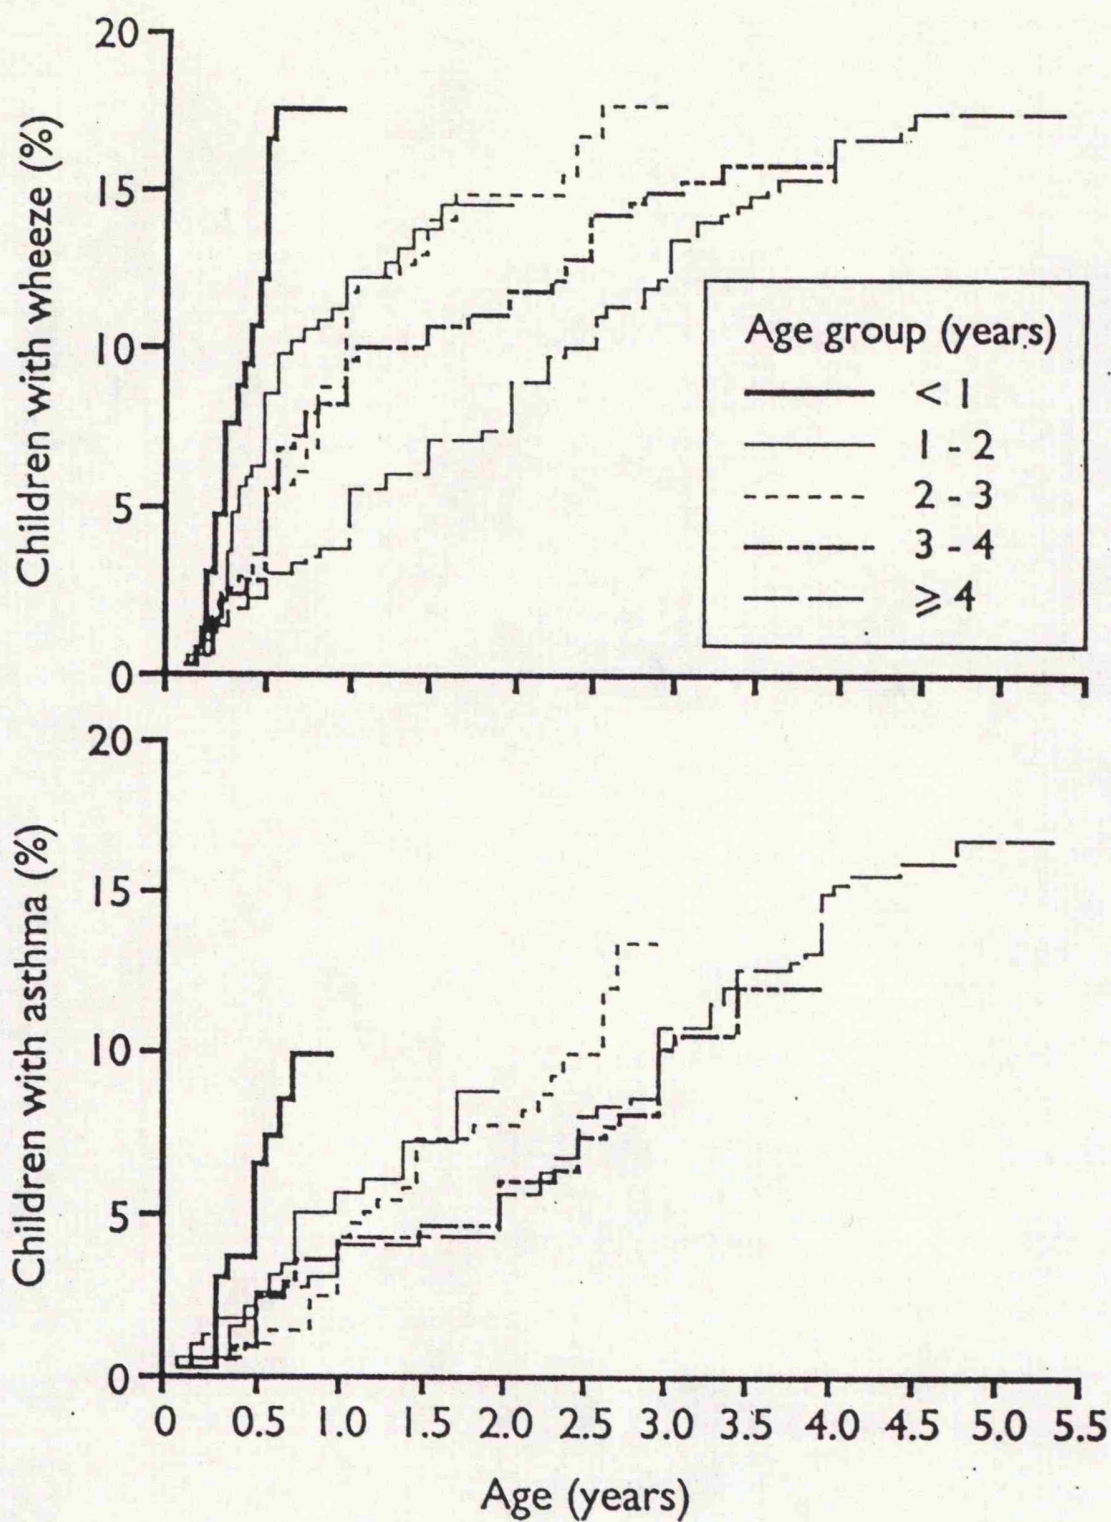 Children with wheeze (%)
20
15
10
5
0
Age group (years)
< 1
1 - 2
2 - 3
3 - 4
⩾ 4
Children with asthma (%)
20
15
10
5
0
0 0.5 1.0 1.5 2.0 2.5 3.0 3.5 4.0 4.5 5.0 5.5
Age (years)